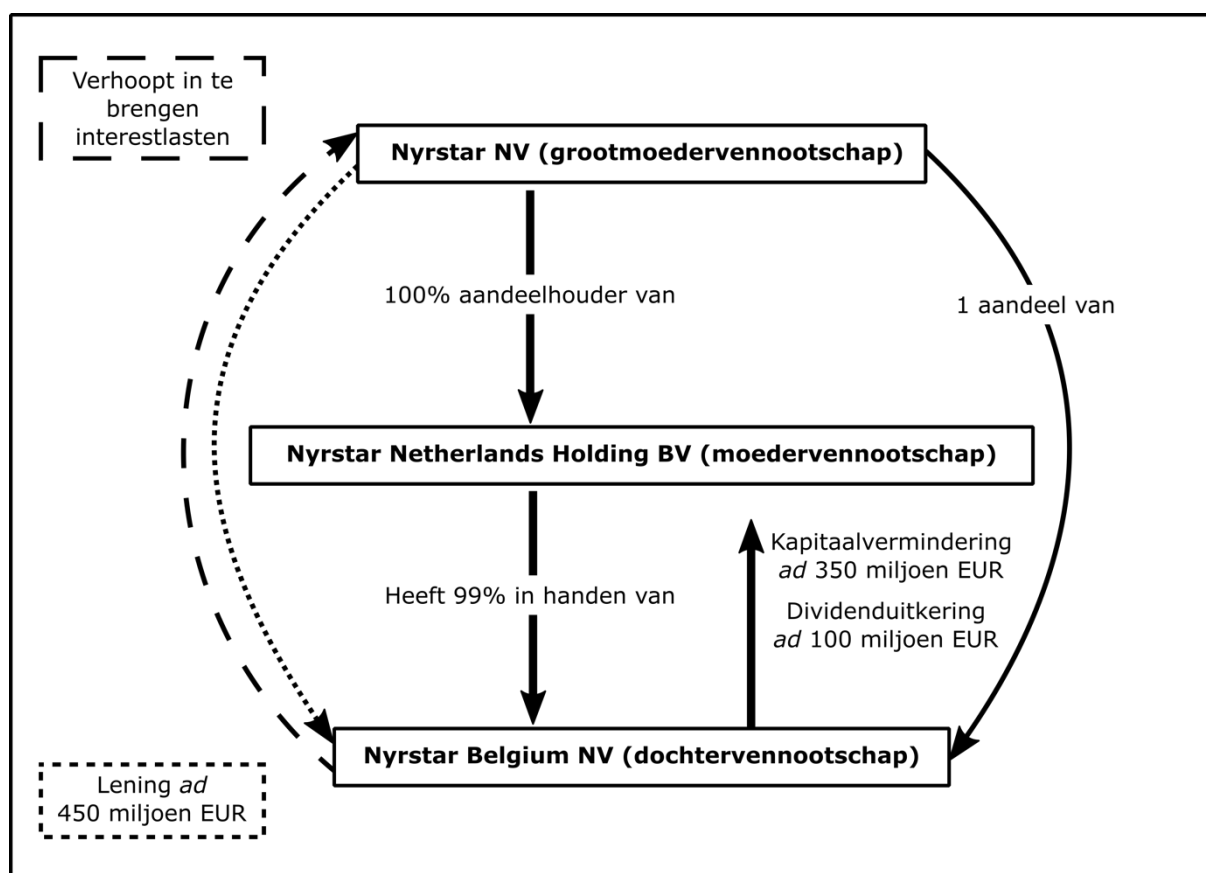 Verhoopt in te
brengen
interestlasten
Nyrstar NV (grootmoedervennootschap)
100% aandeelhouder van
1 aandeel van
Nyrstar Netherlands Holding BV (moedervennootschap)
Heeft 99% in handen van
Kapitaalvermindering
ad 350 miljoen EUR
Dividenduitkering
ad 100 miljoen EUR
Nyrstar Belgium NV (dochtervennootschap)
Lening ad
450 miljoen EUR